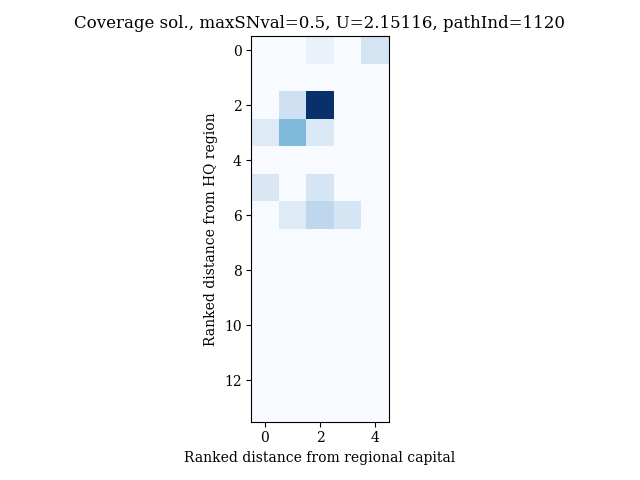 Coverage sol., maxSNval=0.5, U=2.15116, pathInd=1120
Ranked distance from HQ region
0
2
4
6
8
10
12
0 2 4
Ranked distance from regional capital